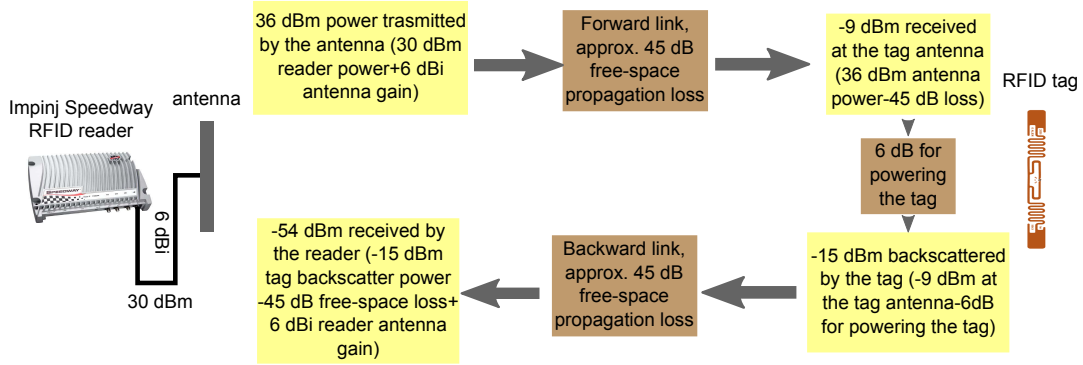 36 dBm power trasmitted
by the antenna (30 dBm
reader power+6 dBi
antenna gain)
Forward link,
approx. 45 dB
free-space
propagation loss
-9 dBm received
at the tag antenna
(36 dBm antenna
power-45 dB loss)
RFID tag
Impinj Speedway
RFID reader
antenna
SPEEDWAY
6 dBi
30 dBm
6 dB for
powering
the tag
-15 dBm backscattered
by the tag (-9 dBm at
the tag antenna-6dB
for powering the tag)
Backward link,
approx. 45 dB
free-space
propagation loss
-54 dBm received by
the reader (-15 dBm
tag backscatter power
-45 dB free-space loss+
6 dBi reader antenna
gain)